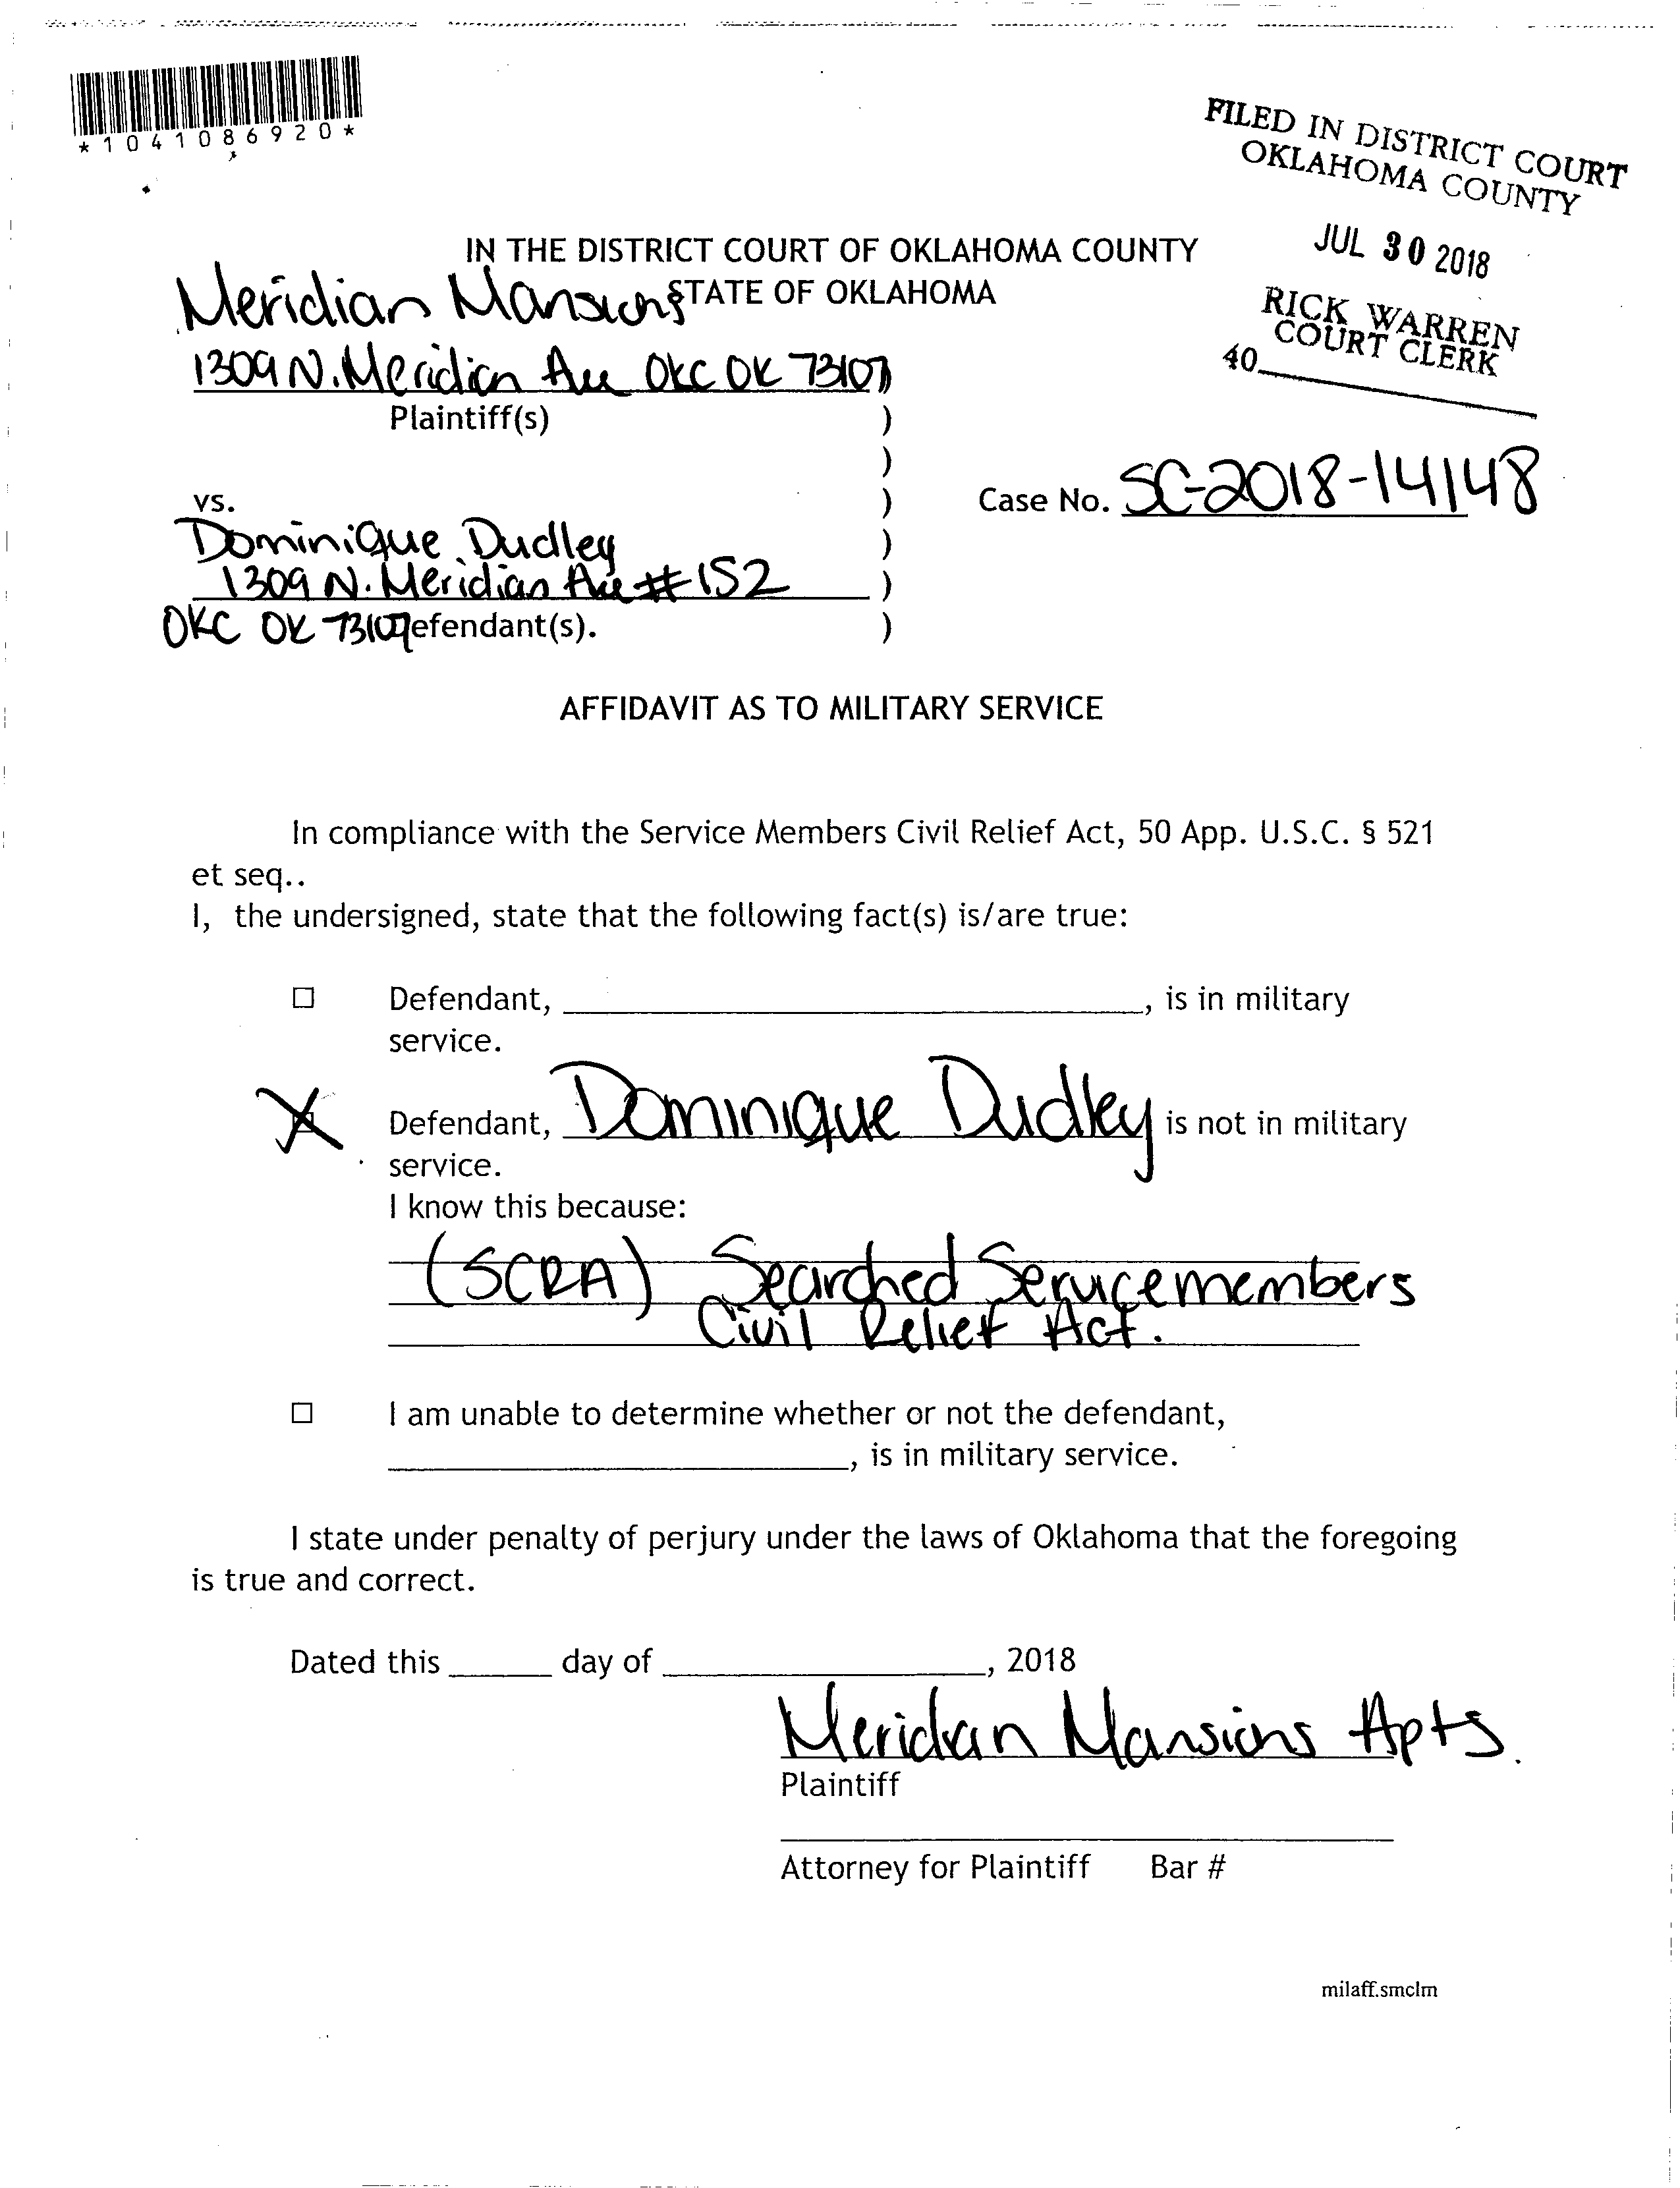 *1041086920*
FILED IN DISTRICT COURT
OKLAHOMA COUNTY
JUL 30 2018
RICK WARREN
COURT CLERK
40
IN THE DISTRICT COURT OF OKLAHOMA COUNTY
STATE OF OKLAHOMA
Meridian Mansions
1309 N. Meridian Ave OKC OK 73107 )
Plaintiff(s) )
)
vs. )
Case No. SC-2018-14148
Dominique Dudley )
1309 N. Meridian Ave #152 )
OKC OK 73107 Defendant(s). )
AFFIDAVIT AS TO MILITARY SERVICE
In compliance with the Service Members Civil Relief Act, 50 App. U.S.C. § 521
et seq..
I, the undersigned, state that the following fact(s) is/are true:
☐ Defendant, ____________________, is in military
service.
☒ Defendant, Dominique Dudley is not in military
service.
I know this because:
(SCRA) Searched Servicemembers
Civil Relief Act.
☐ I am unable to determine whether or not the defendant,
____________________, is in military service.
I state under penalty of perjury under the laws of Oklahoma that the foregoing
is true and correct.
Dated this ______ day of ____________________, 2018
Meridian Mansions Apts.
Plaintiff
Attorney for Plaintiff Bar #
milaff.smclm